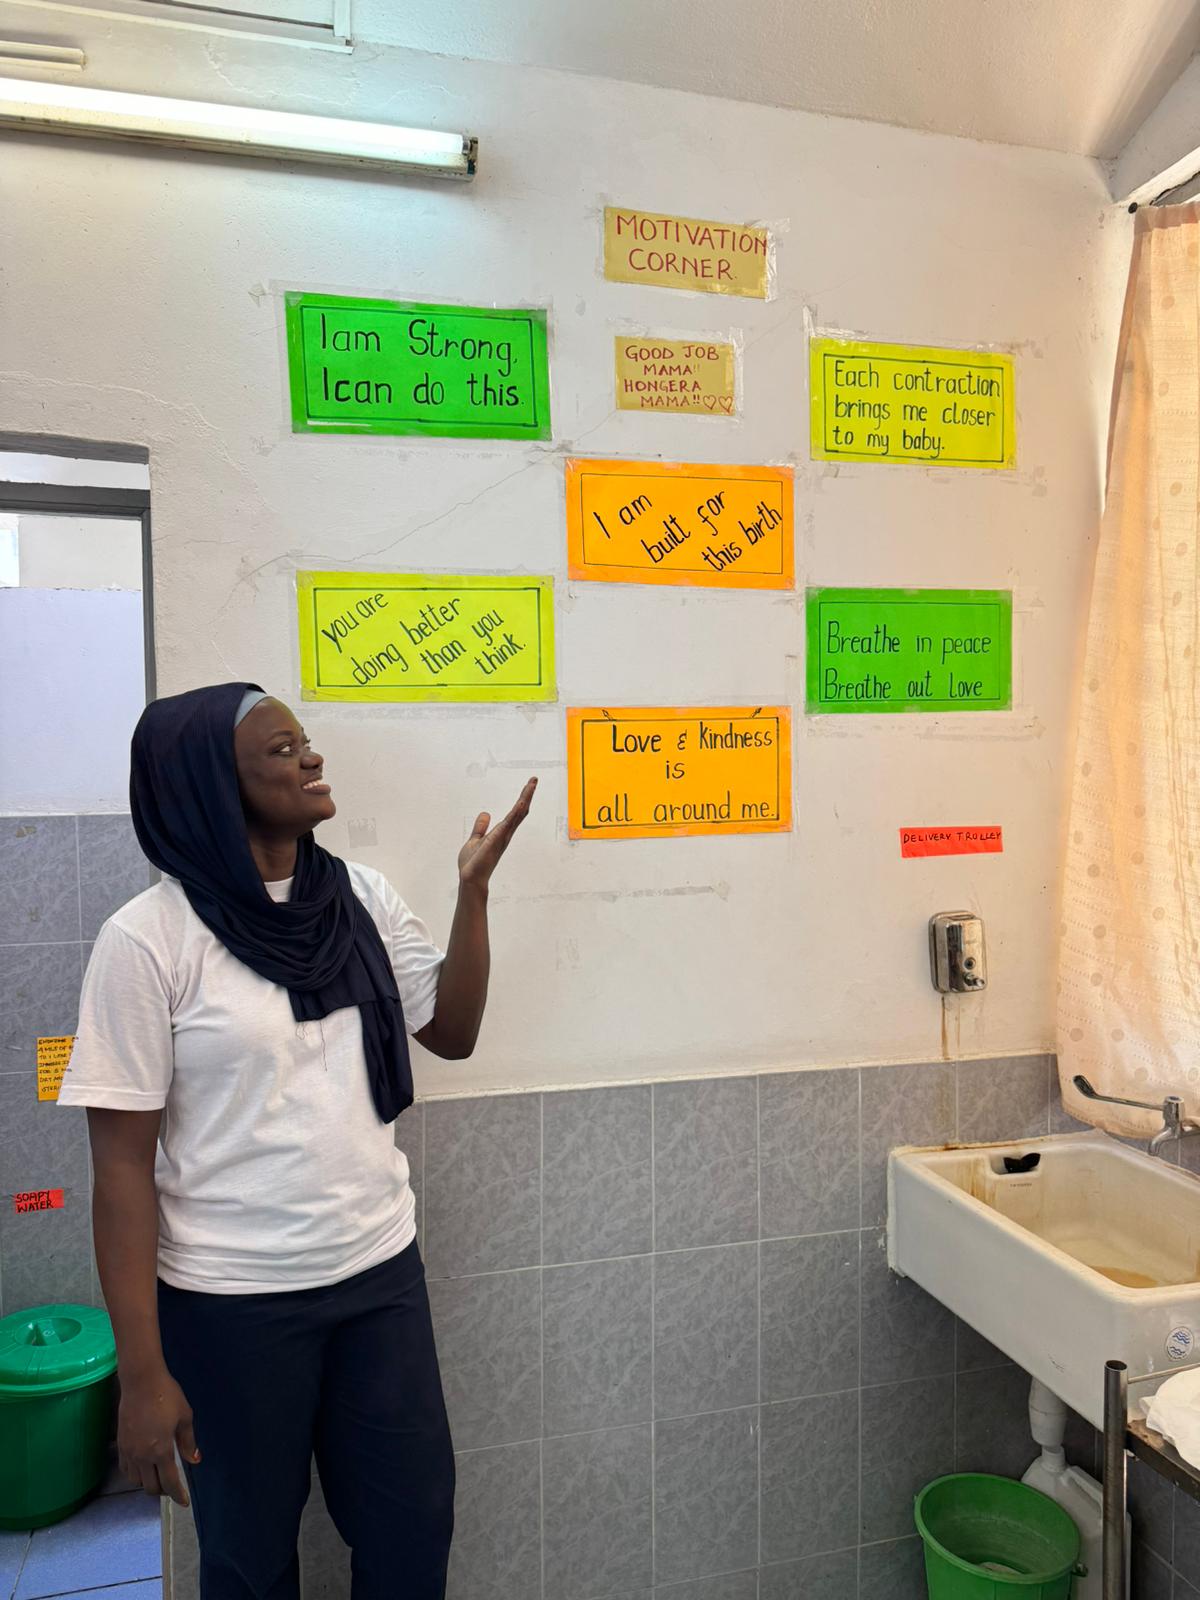 MOTIVATION
CORNER.
Iam Strong,
Ican do this.
GOOD JOB
MAMA!!
HONGERA
MAMA!!♡♡
Each contraction
brings me closer
to my baby.
I am
built for
this birth
you are
doing better
than you
think.
Breathe in peace
Breathe out Love
Love & kindness
is
all around me.
DELIVERY TROLLEY
SOAPY
WATER